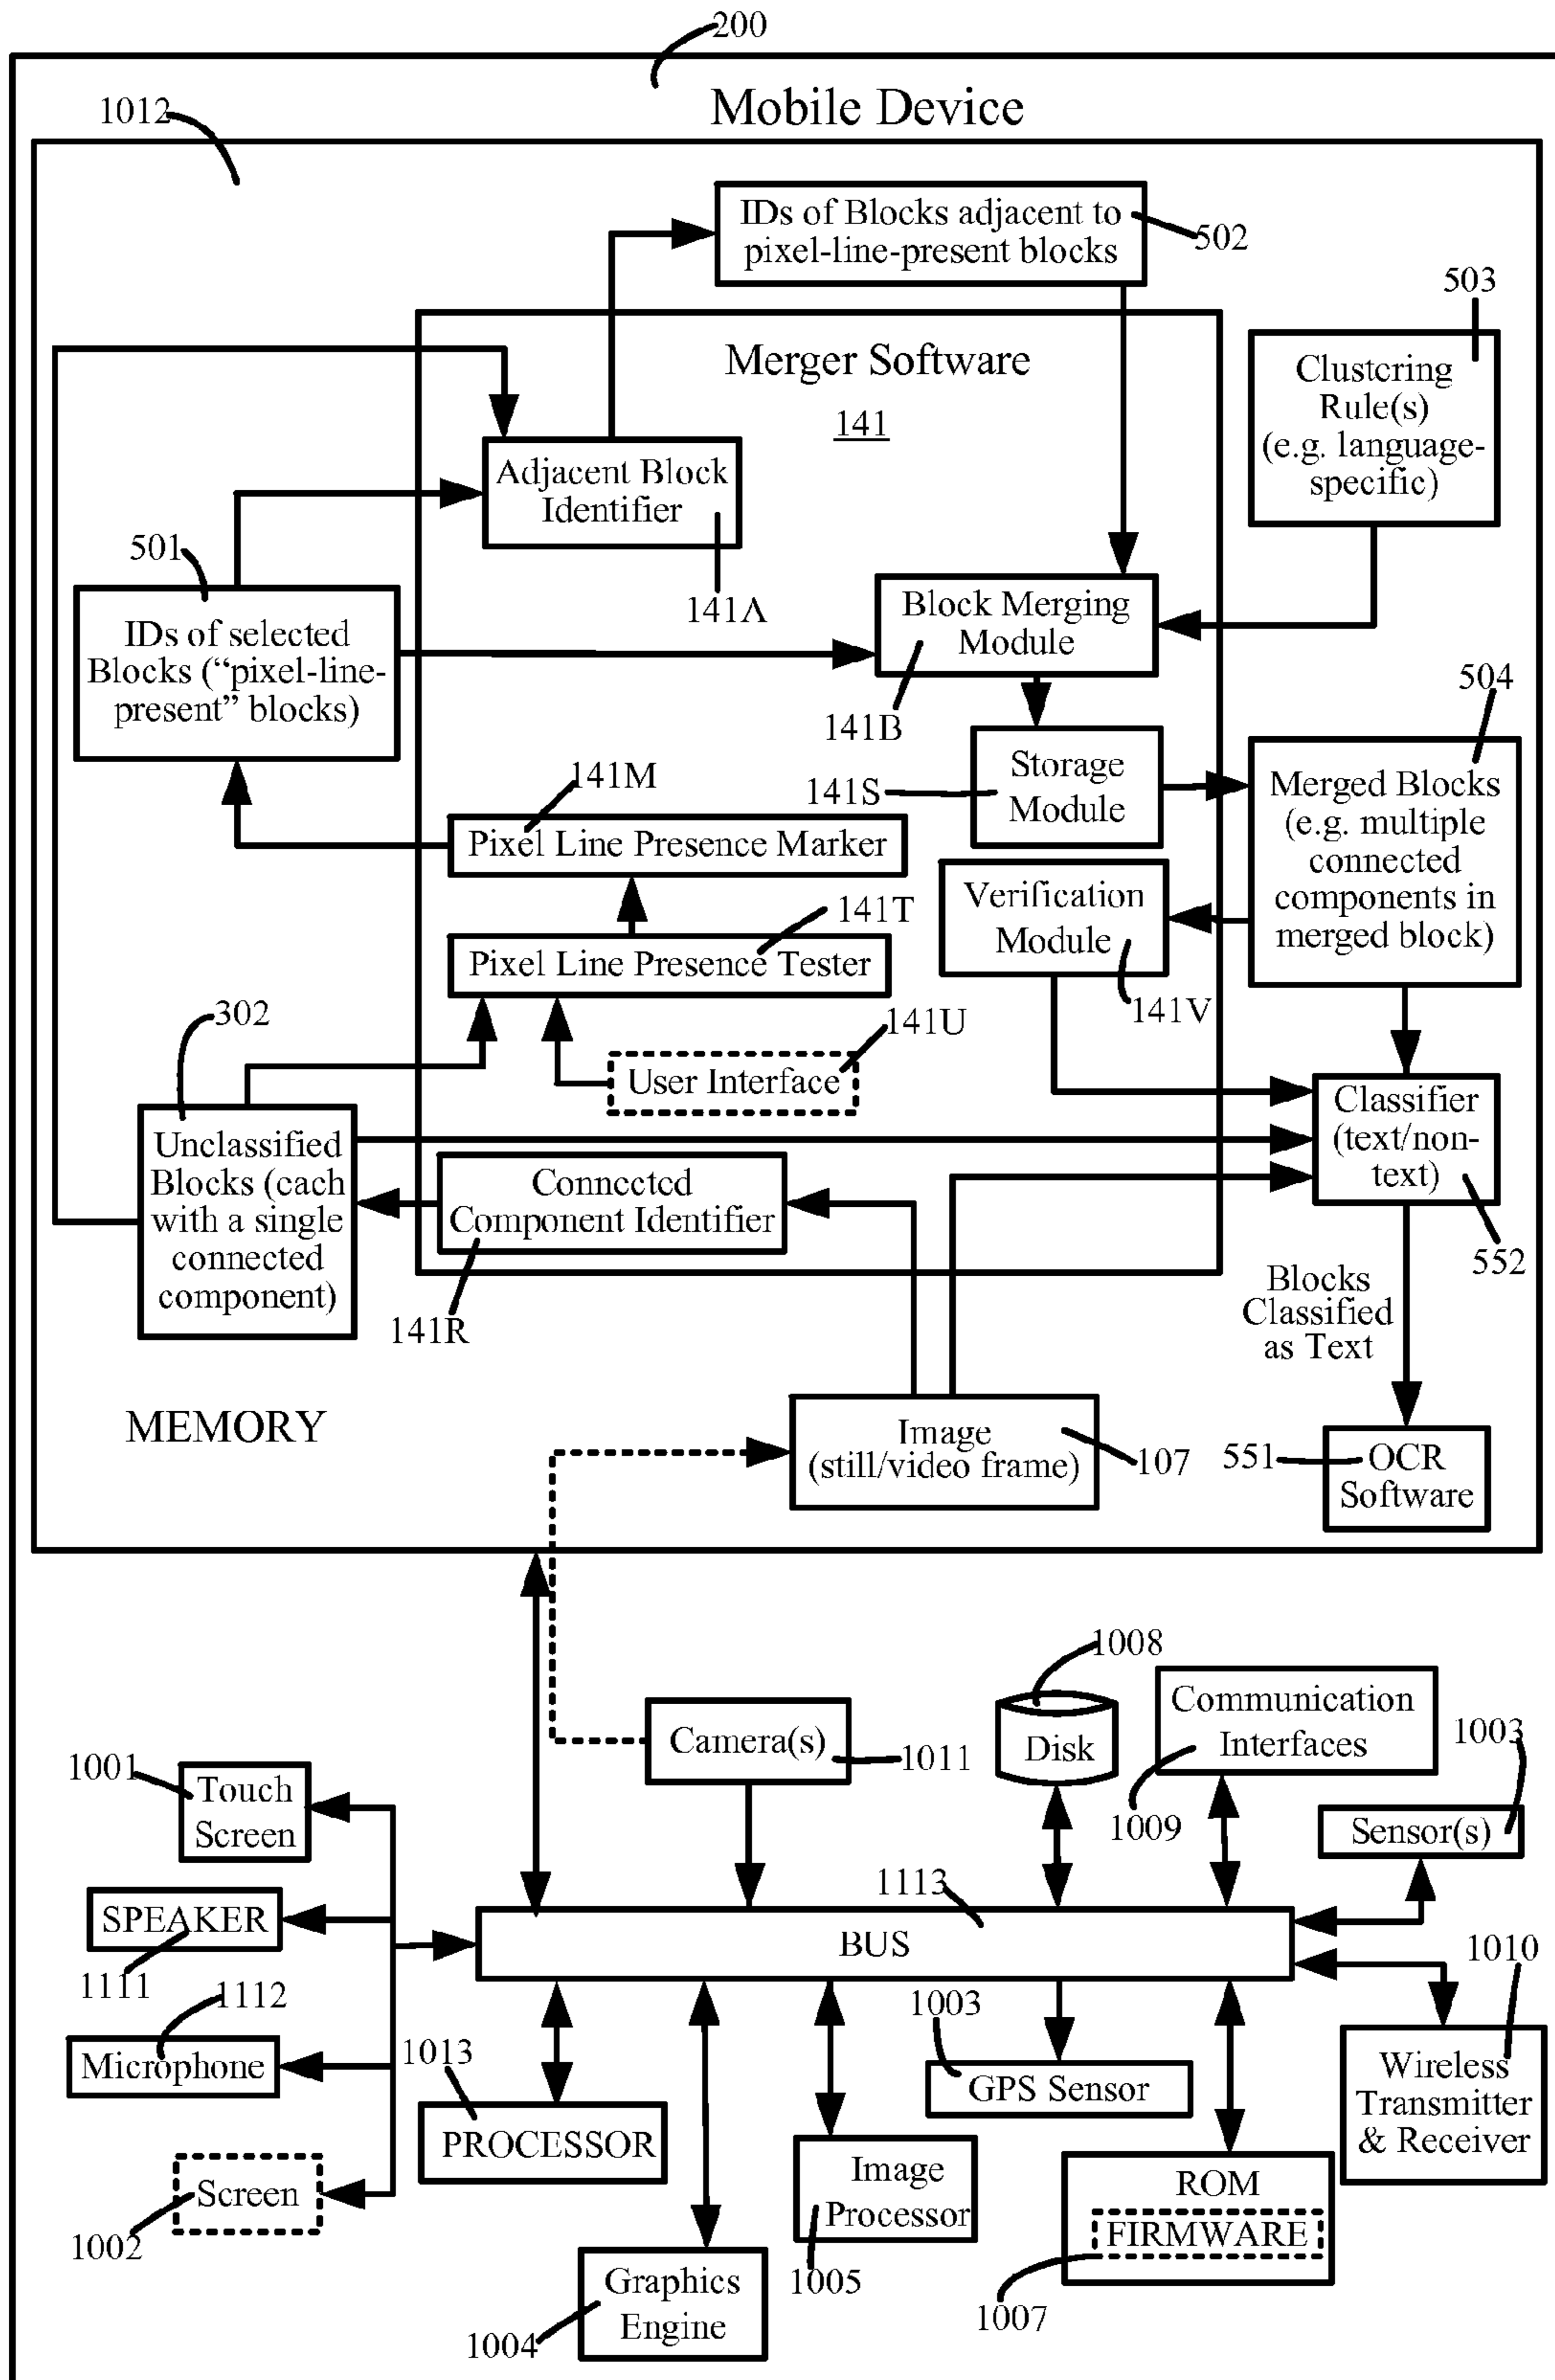 200
Mobile Device
1012
IDs of Blocks adjacent to
pixel-line-present blocks
502
503
Merger Software
141
Clustering
Rule(s)
(e.g. language-
specific)
Adjacent Block
Identifier
141A
501
IDs of selected
Blocks (“pixel-line-
present” blocks)
Block Merging
Module
141B
504
Storage
Module
141S
Merged Blocks
(e.g. multiple
connected
components in
merged block)
141M
Pixel Line Presence Marker
Verification
Module
141V
141T
Pixel Line Presence Tester
302
141U
User Interface
Classifier
(text/non-
text)
552
Unclassified
Blocks (each
with a single
connected
component)
Connected
Component Identifier
141R
Blocks
Classified
as Text
MEMORY
Image
(still/video frame)
107
551
OCR
Software
1008
Communication
Interfaces
1009
1003
Sensor(s)
Camera(s)
1011
Disk
1001
Touch
Screen
SPEAKER
1111
1113
BUS
1010
1112
Microphone
1013
PROCESSOR
1003
GPS Sensor
Wireless
Transmitter
& Receiver
Screen
1002
Image
Processor
1005
ROM
FIRMWARE
1007
Graphics
Engine
1004